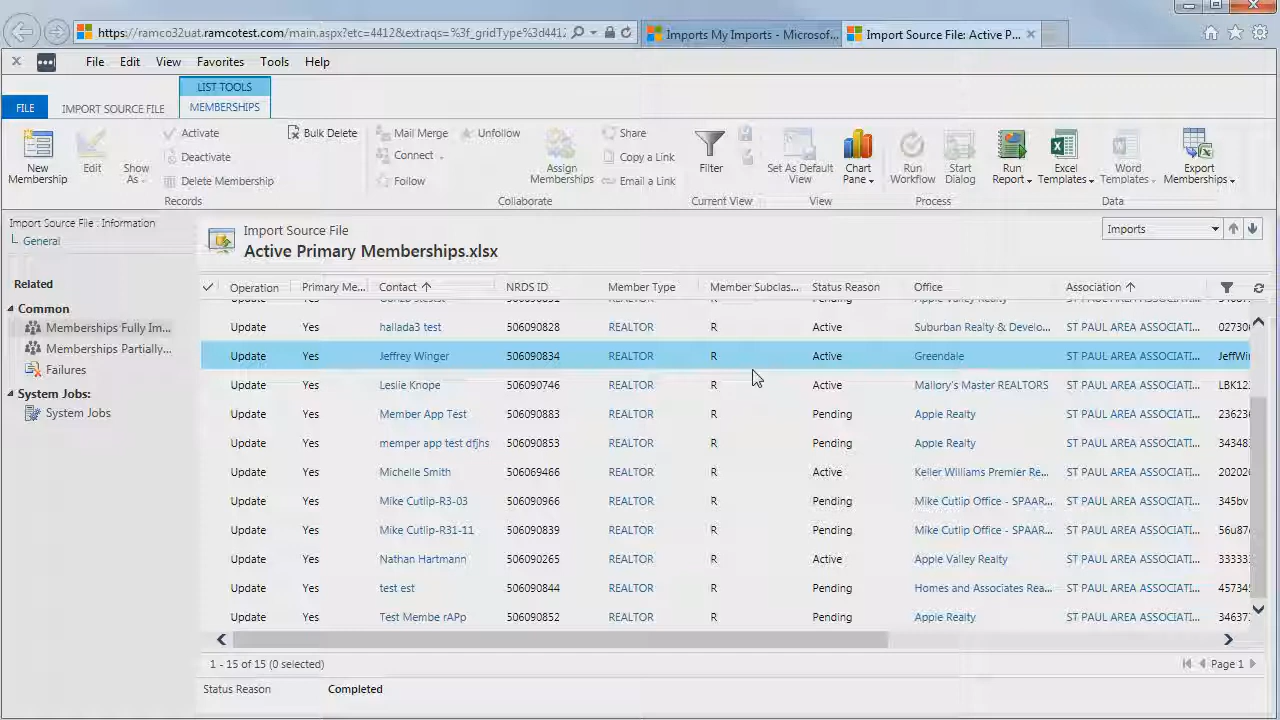 https://ramco32uat.ramcotest.com/main.aspx?etc=4412&extraqs=%3f_gridType%3d4412
Imports My Imports - Microsof...
Import Source File: Active P...
File Edit View Favorites Tools Help
LIST TOOLS
FILE IMPORT SOURCE FILE MEMBERSHIPS
New Membership
Edit
Show As
Activate
Deactivate
Delete Membership
Bulk Delete
Records
Mail Merge
Connect
Follow
Unfollow
Assign Memberships
Share
Copy a Link
Email a Link
Collaborate
Filter
Current View
Set As Default View
Chart Pane
View
Run Workflow
Start Dialog
Process
Run Report
Excel Templates
Word Templates
Export Memberships
Data
Import Source File : Information
General
Related
Common
Memberships Fully Im...
Memberships Partially...
Failures
System Jobs:
System Jobs
Import Source File
Active Primary Memberships.xlsx
Imports
Operation Primary Me... Contact NRDS ID Member Type Member Subclas... Status Reason Office Association
Update Yes hallada3 test 506090828 REALTOR R Active Suburban Realty & Develo... ST PAUL AREA ASSOCIATI... 02730
Update Yes Jeffrey Winger 506090834 REALTOR R Active Greendale ST PAUL AREA ASSOCIATI... JeffWi
Update Yes Leslie Knope 506090746 REALTOR R Active Mallory's Master REALTORS ST PAUL AREA ASSOCIATI... LBK12
Update Yes Member App Test 506090883 REALTOR R Pending Apple Realty ST PAUL AREA ASSOCIATI... 23623
Update Yes memper app test dfjhs 506090853 REALTOR R Pending Apple Realty ST PAUL AREA ASSOCIATI... 34348
Update Yes Michelle Smith 506069466 REALTOR R Active Keller Williams Premier Re... ST PAUL AREA ASSOCIATI... 20202
Update Yes Mike Cutlip-R3-03 506090966 REALTOR R Pending Mike Cutlip Office - SPAAR... ST PAUL AREA ASSOCIATI... 345bv
Update Yes Mike Cutlip-R31-11 506090839 REALTOR R Pending Mike Cutlip Office - SPAAR... ST PAUL AREA ASSOCIATI... 56u87
Update Yes Nathan Hartmann 506090265 REALTOR R Active Apple Valley Realty ST PAUL AREA ASSOCIATI... 33333
Update Yes test est 506090844 REALTOR R Pending Homes and Associates Rea... ST PAUL AREA ASSOCIATI... 45734
Update Yes Test Membe rAPp 506090852 REALTOR R Pending Apple Realty ST PAUL AREA ASSOCIATI... 34637
1 - 15 of 15 (0 selected)
Page 1
Status Reason Completed